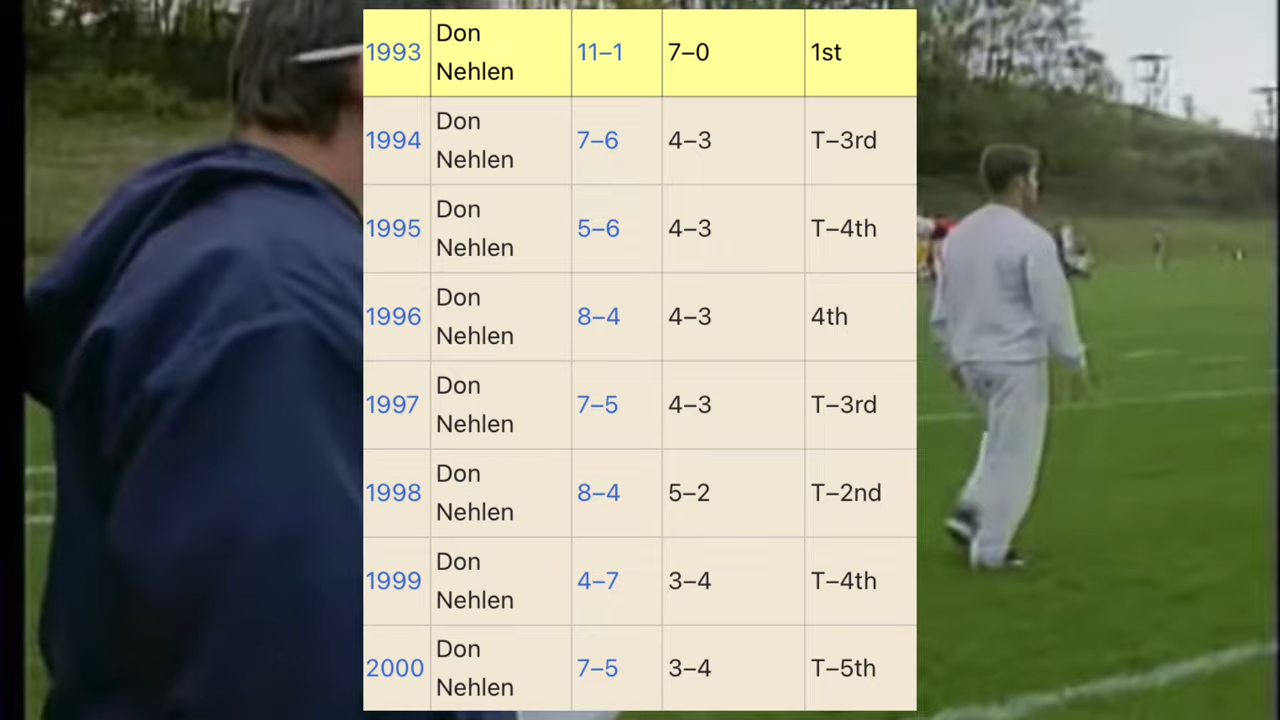 1993 Don Nehlen 11–1 7–0 1st
1994 Don Nehlen 7–6 4–3 T–3rd
1995 Don Nehlen 5–6 4–3 T–4th
1996 Don Nehlen 8–4 4–3 4th
1997 Don Nehlen 7–5 4–3 T–3rd
1998 Don Nehlen 8–4 5–2 T–2nd
1999 Don Nehlen 4–7 3–4 T–4th
2000 Don Nehlen 7–5 3–4 T–5th